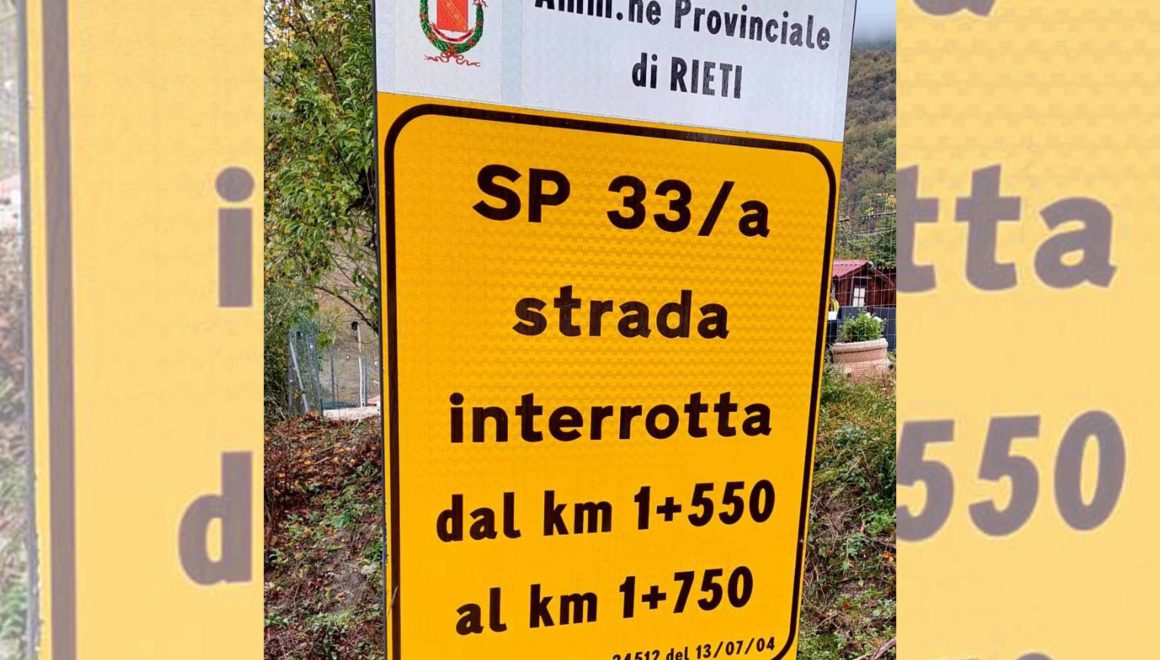 Amm.ne Provinciale
di RIETI
SP 33/a
strada
interrotta
dal km 1+550
al km 1+750
24512 del 13/07/04